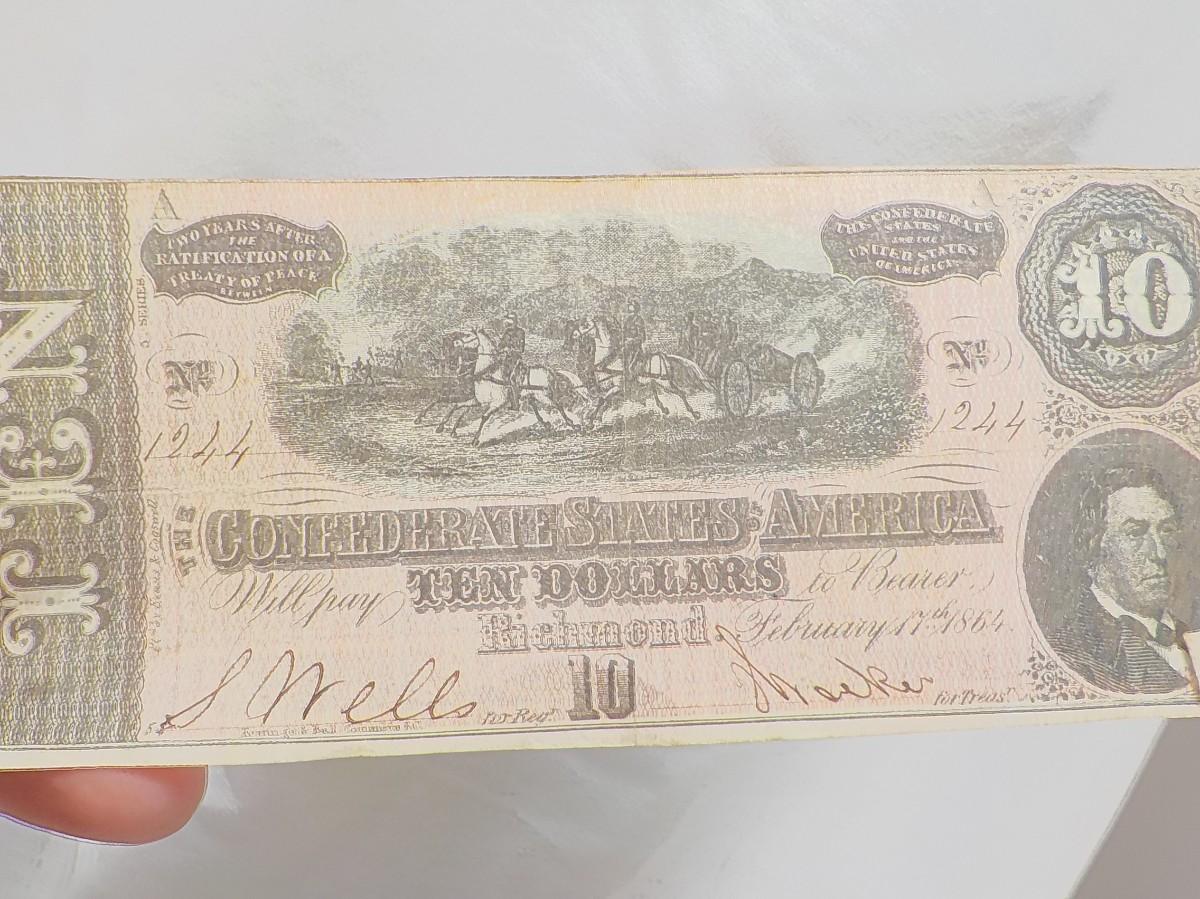 A
TWO YEARS AFTER
THE
RATIFICATION OF A
TREATY OF PEACE
BETWEEN
A
THE CONFEDERATE
STATES
AND THE
UNITED STATES
OF AMERICA
10
TEN
SERIES
No
1244
No
1244
THE
CONFEDERATE STATES OF AMERICA
Will pay TEN DOLLARS to Bearer
Richmond February 17th 1864
S Wells for Regr.
10
for Treasr.